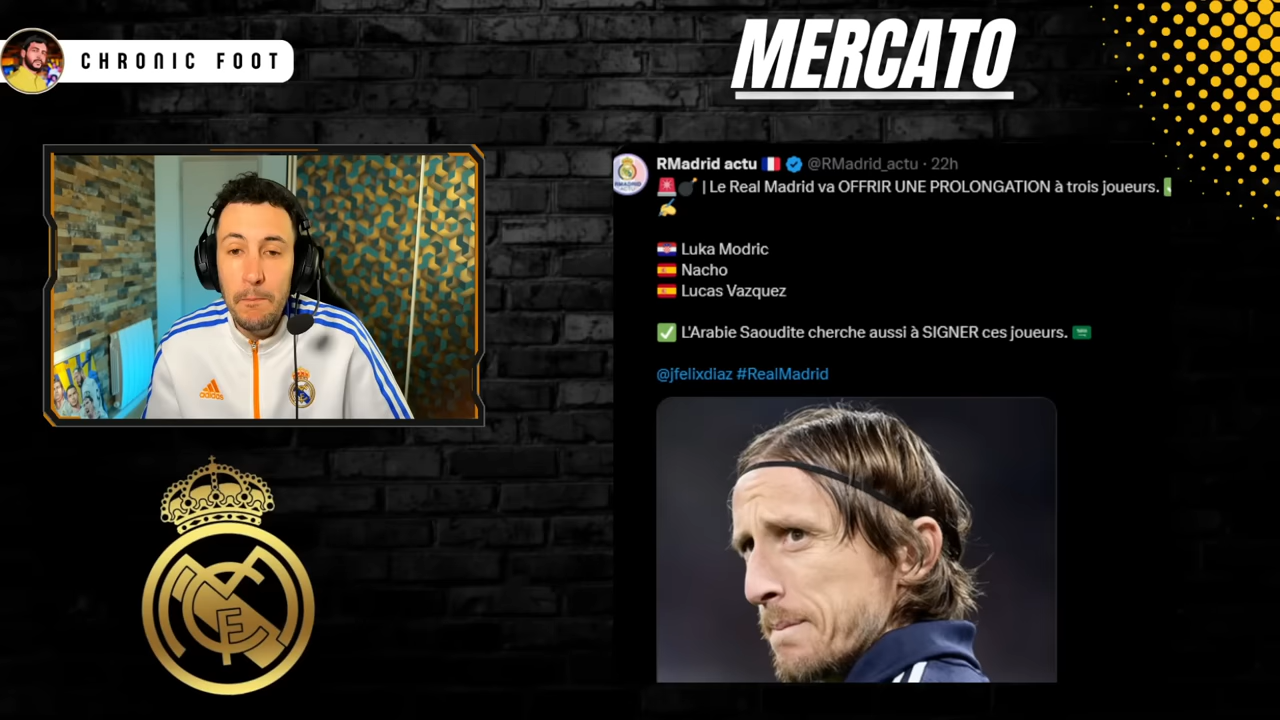 CHRONIC FOOT
MERCATO
RMadrid actu 🇫🇷 @RMadrid_actu · 22h
🚨💣 | Le Real Madrid va OFFRIR UNE PROLONGATION à trois joueurs. ✅
✍️
🇭🇷 Luka Modric
🇪🇸 Nacho
🇪🇸 Lucas Vazquez
✅ L'Arabie Saoudite cherche aussi à SIGNER ces joueurs. 🇸🇦
@jfelixdiaz #RealMadrid
adidas